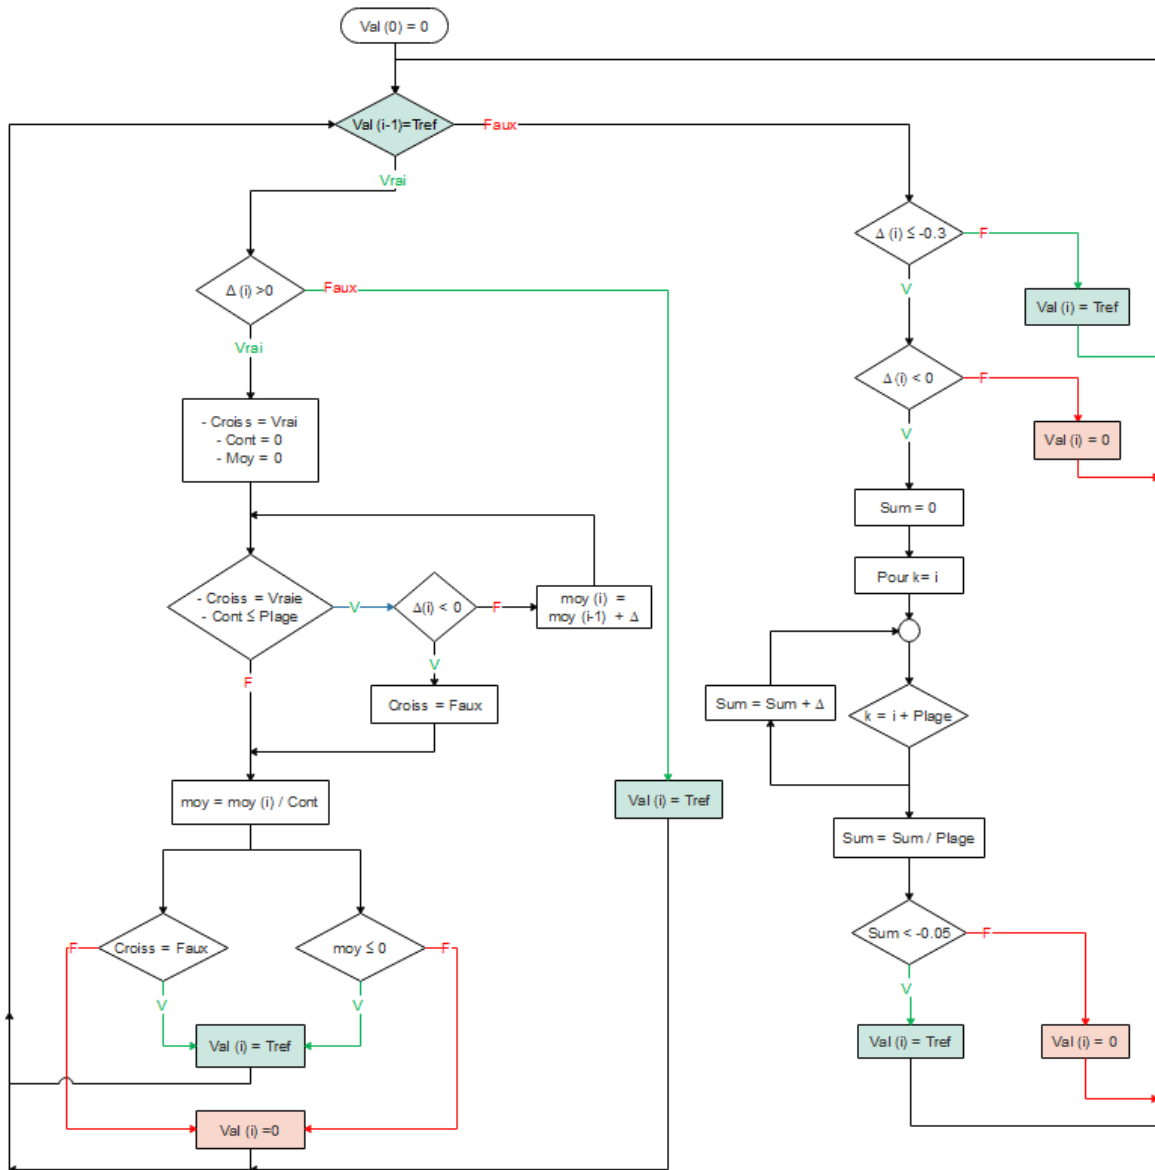 Val (0) = 0
Val (i-1)=Tref
Faux
Vrai
Δ (i) ≤ -0.3
F
V
Val (i) = Tref
Δ (i) >0
Faux
Vrai
Δ (i) < 0
F
V
Val (i) = 0
- Croiss = Vrai
- Cont = 0
- Moy = 0
Sum = 0
Pour k= i
- Croiss = Vraie
- Cont ≤ Plage
V
F
Δ(i) < 0
F
V
moy (i) =
moy (i-1) + Δ
Croiss = Faux
Sum = Sum + Δ
k = i + Plage
moy = moy (i) / Cont
Val (i) = Tref
Sum = Sum / Plage
Croiss = Faux
F
V
moy ≤ 0
F
V
Sum < -0.05
F
V
Val (i) = Tref
Val (i) = Tref
Val (i) = 0
Val (i) =0